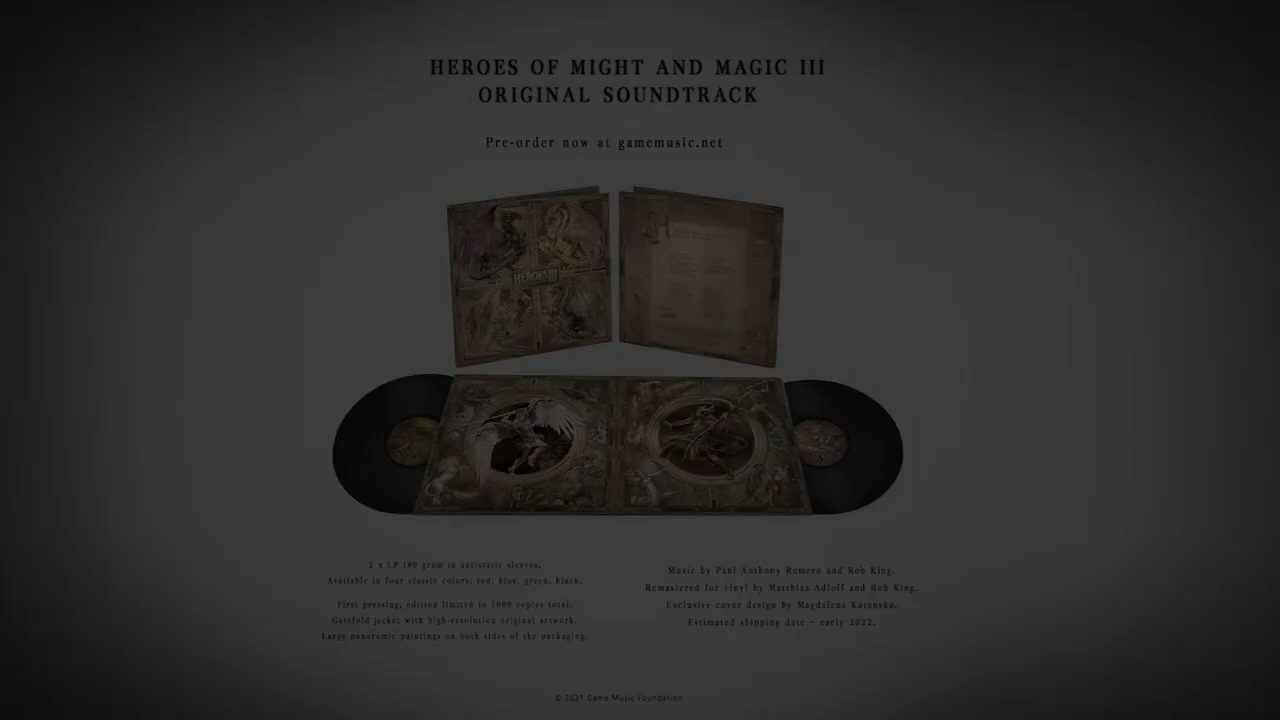 HEROES OF MIGHT AND MAGIC III
ORIGINAL SOUNDTRACK
Pre-order now at gamemusic.net
HEROES III
2 x LP 180 gram in antistatic sleeves.
Available in four classic colors: red, blue, green, black.
First pressing, edition limited to 1000 copies total.
Gatefold jacket with high-resolution original artwork.
Large panoramic paintings on both sides of the packaging.
Music by Paul Anthony Romero and Rob King.
Remastered for vinyl by Matthias Adloff and Rob King.
Exclusive cover design by Magdalena Katanska.
Estimated shipping date - early 2022.
© 2021 Game Music Foundation